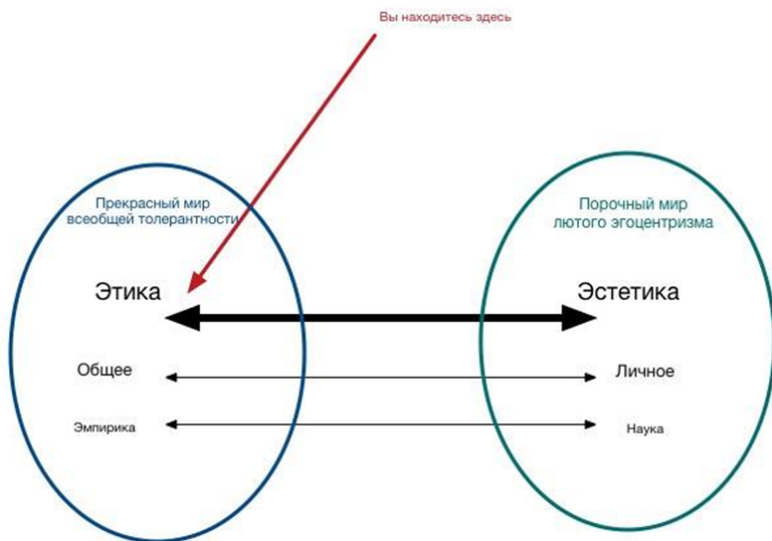 Вы находитесь здесь
Прекрасный мир
всеобщей толерантности
Порочный мир
лютого эгоцентризма
Этика
Эстетика
Общее
Личное
Эмпирика
Наука